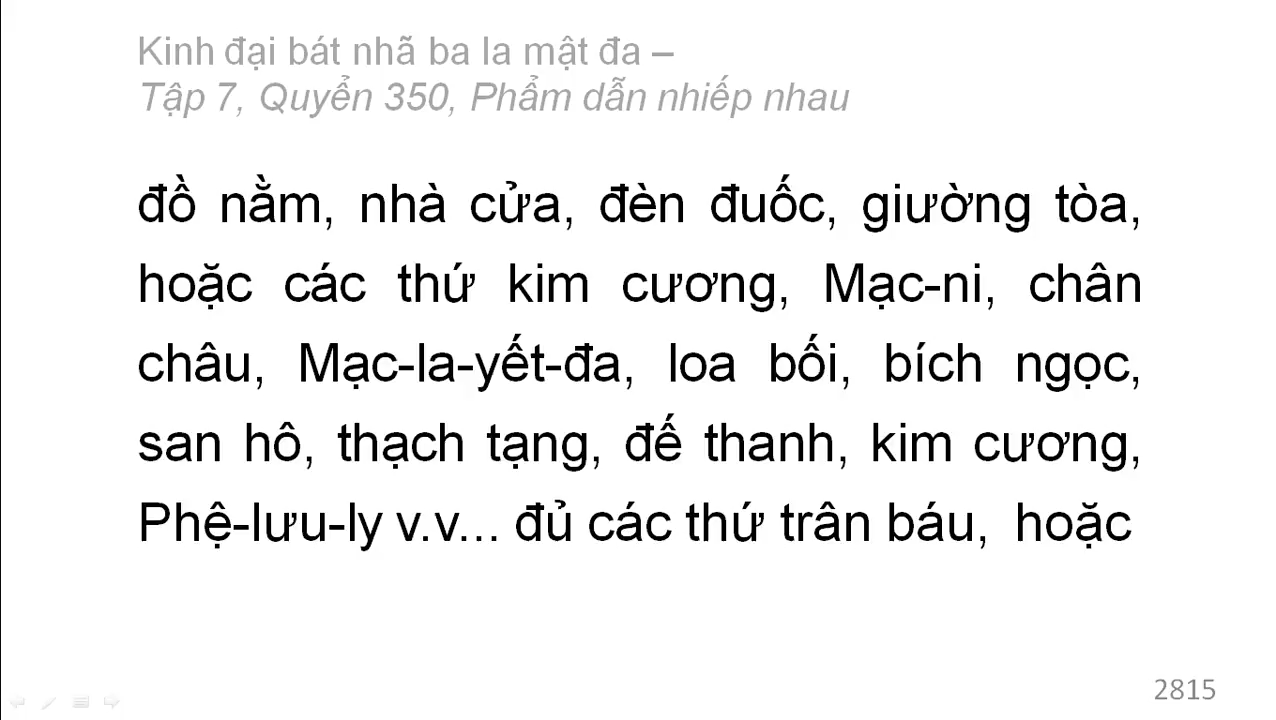 Kinh đại bát nhã ba la mật đa –
Tập 7, Quyển 350, Phẩm dẫn nhiếp nhau
đồ nằm, nhà cửa, đèn đuốc, giường tòa,
hoặc các thứ kim cương, Mạc-ni, chân
châu, Mạc-la-yết-đa, loa bối, bích ngọc,
san hô, thạch tạng, đế thanh, kim cương,
Phệ-lưu-ly v.v... đủ các thứ trân báu, hoặc
2815